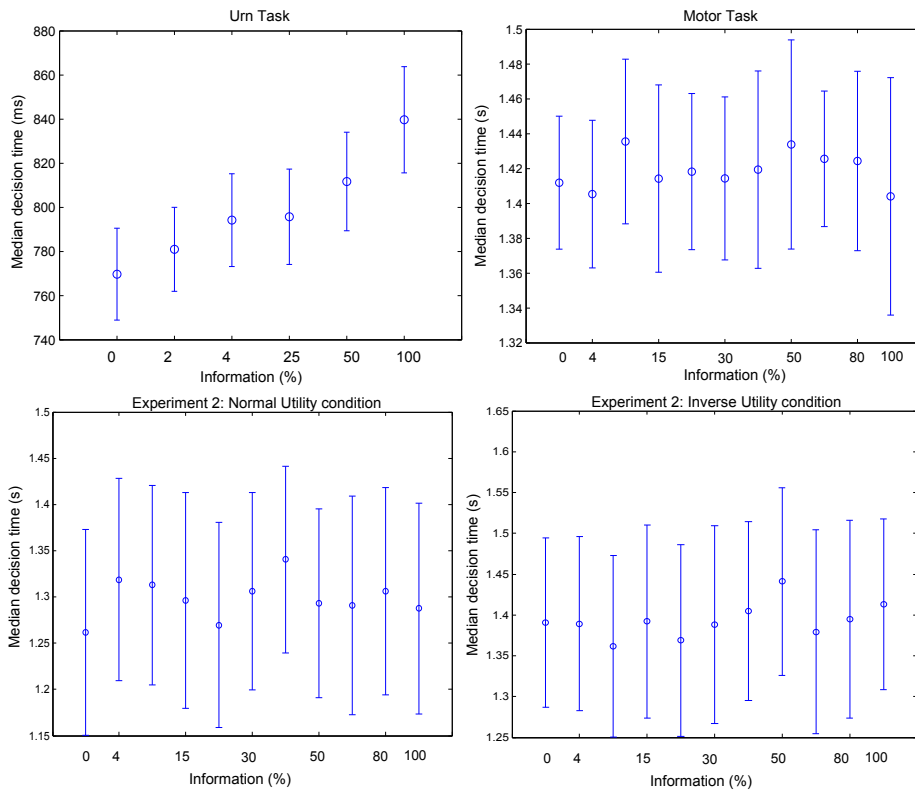 Urn Task
Median decision time (ms)
880
860
840
820
800
780
760
740
0 2 4 25 50 100
Information (%)
Motor Task
Median decision time (s)
1.5
1.48
1.46
1.44
1.42
1.4
1.38
1.36
1.34
1.32
0 4 15 30 50 80 100
Information (%)
Experiment 2: Normal Utility condition
Median decision time (s)
1.5
1.45
1.4
1.35
1.3
1.25
1.2
1.15
0 4 15 30 50 80 100
Information (%)
Experiment 2: Inverse Utility condition
Median decision time (s)
1.65
1.6
1.55
1.5
1.45
1.4
1.35
1.3
1.25
0 4 15 30 50 80 100
Information (%)